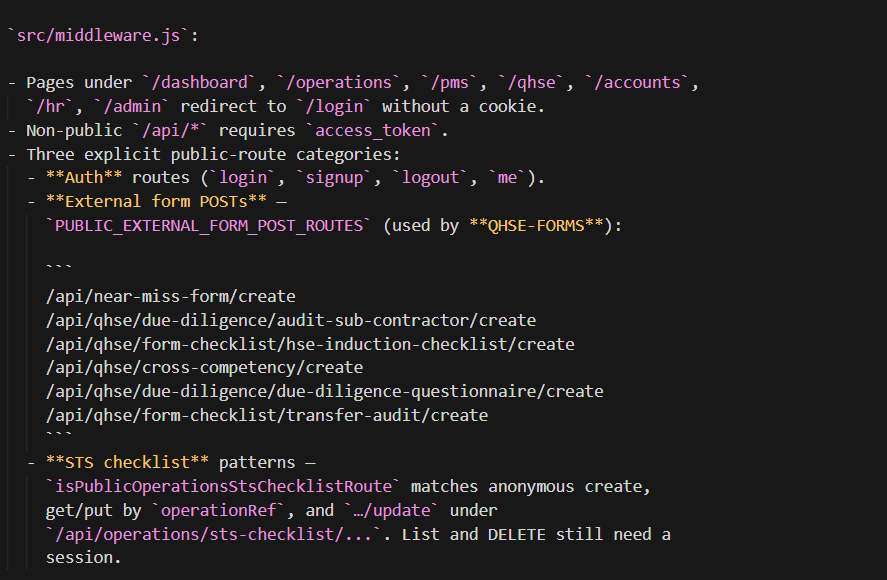 `src/middleware.js`:
- Pages under `/dashboard`, `/operations`, `/pms`, `/qhse`, `/accounts`,
`/hr`, `/admin` redirect to `/login` without a cookie.
- Non-public `/api/*` requires `access_token`.
- Three explicit public-route categories:
- **Auth** routes (`login`, `signup`, `logout`, `me`).
- **External form POSTs** —
`PUBLIC_EXTERNAL_FORM_POST_ROUTES` (used by **QHSE-FORMS**):
```
/api/near-miss-form/create
/api/qhse/due-diligence/audit-sub-contractor/create
/api/qhse/form-checklist/hse-induction-checklist/create
/api/qhse/cross-competency/create
/api/qhse/due-diligence/due-diligence-questionnaire/create
/api/qhse/form-checklist/transfer-audit/create
```
- **STS checklist** patterns —
`isPublicOperationsStsChecklistRoute` matches anonymous create,
get/put by `operationRef`, and `…/update` under
`/api/operations/sts-checklist/...`. List and DELETE still need a
session.